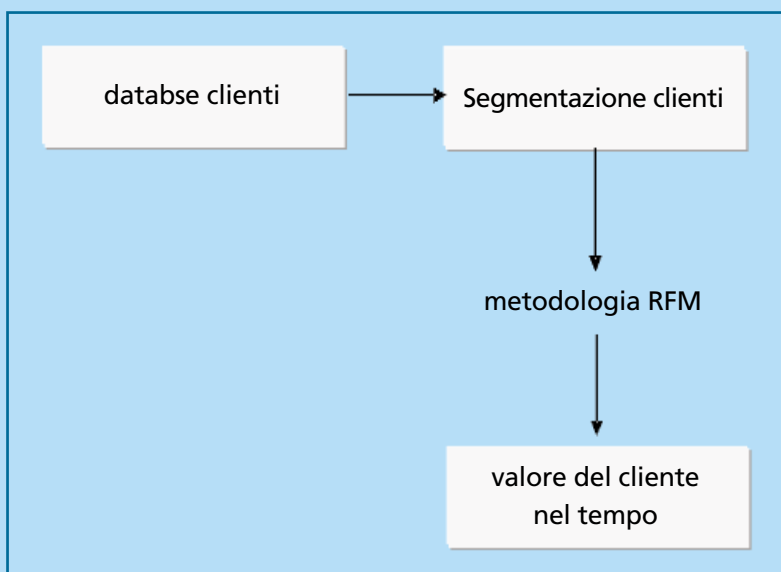 databse clienti
Segmentazione clienti
metodologia RFM
valore del cliente
nel tempo